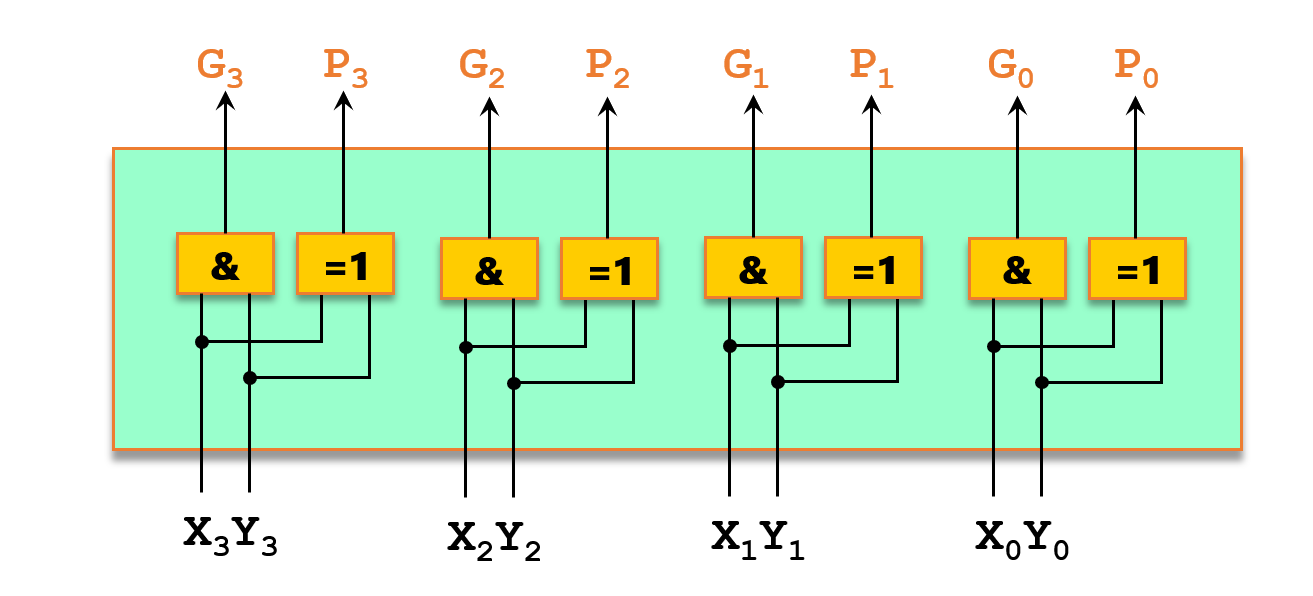 G3 P3 G2 P2 G1 P1 G0 P0
& =1 & =1 & =1 & =1
X3Y3 X2Y2 X1Y1 X0Y0